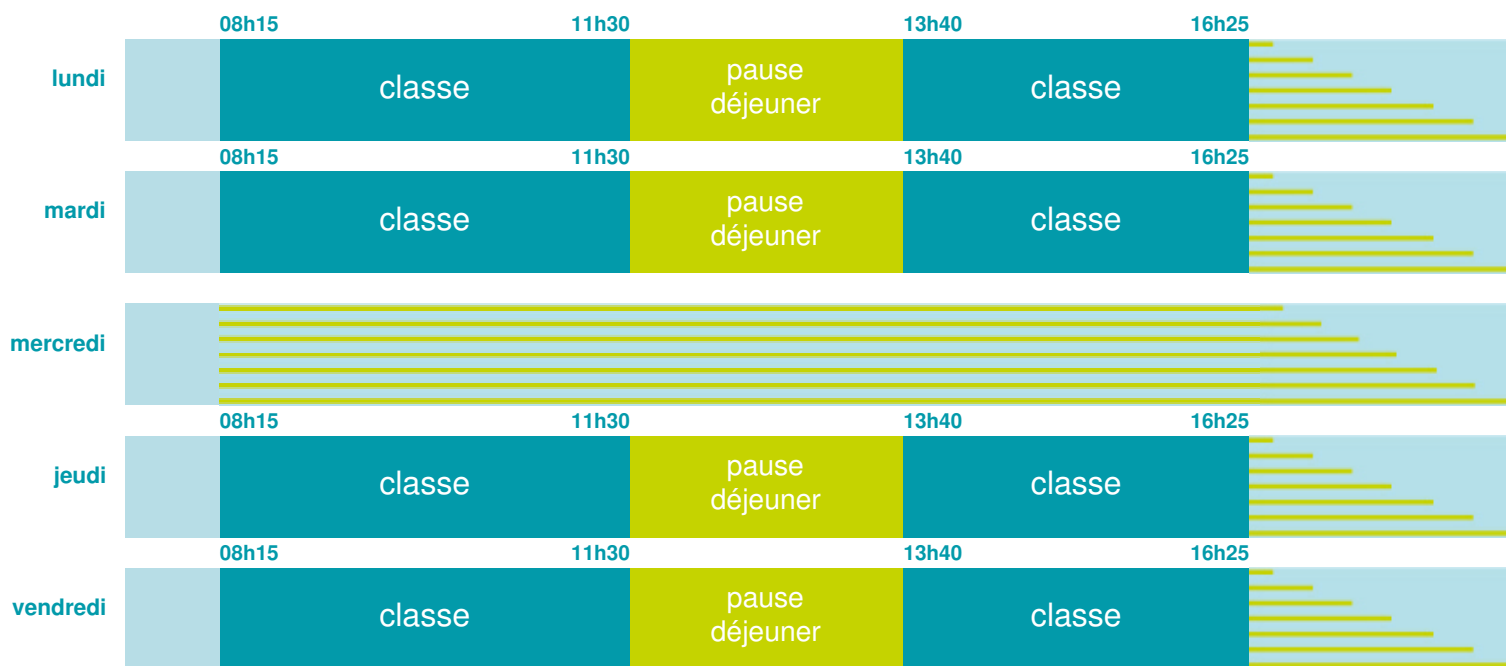 08h15 11h30 13h40 16h25
lundi classe pause déjeuner classe
08h15 11h30 13h40 16h25
mardi classe pause déjeuner classe
mercredi
08h15 11h30 13h40 16h25
jeudi classe pause déjeuner classe
08h15 11h30 13h40 16h25
vendredi classe pause déjeuner classe